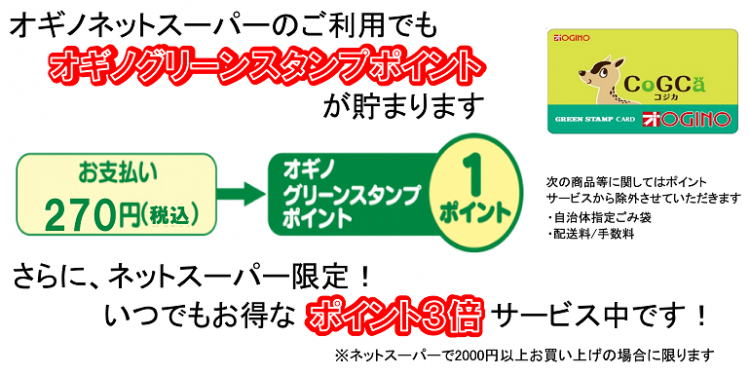 オギノネットスーパーのご利用でも
オギノグリーンスタンプポイント
が貯まります
OGINO
CoGCa
コジカ
GREEN STAMP CARD オOGINO
お支払い
270円(税込)
オギノ
グリーンスタンプ
ポイント
1
ポイント
次の商品等に関してはポイント
サービスから除外させていただきます
・自治体指定ごみ袋
・配送料/手数料
さらに、ネットスーパー限定！
いつでもお得な ポイント3倍 サービス中です！
※ネットスーパーで2000円以上お買い上げの場合に限ります